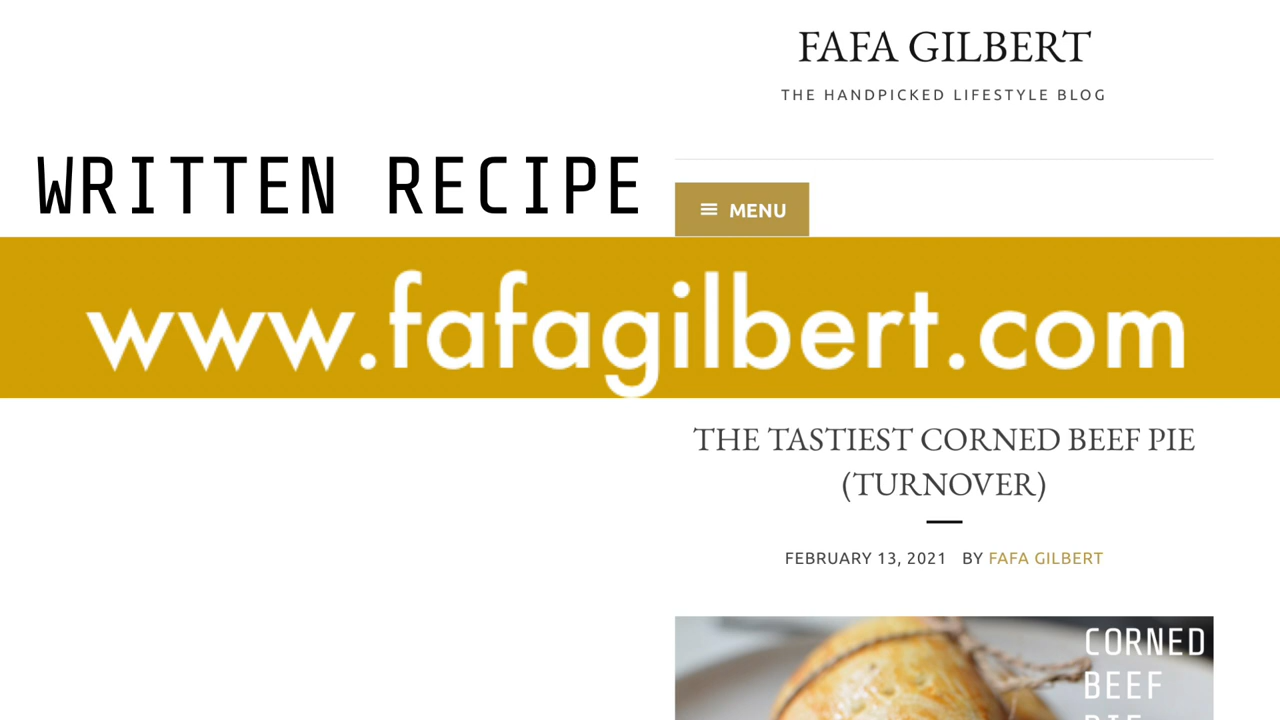 FAFA GILBERT
THE HANDPICKED LIFESTYLE BLOG
WRITTEN RECIPE
MENU
www.fafagilbert.com
THE TASTIEST CORNED BEEF PIE
(TURNOVER)
FEBRUARY 13, 2021 BY FAFA GILBERT
CORNED
BEEF
PIE